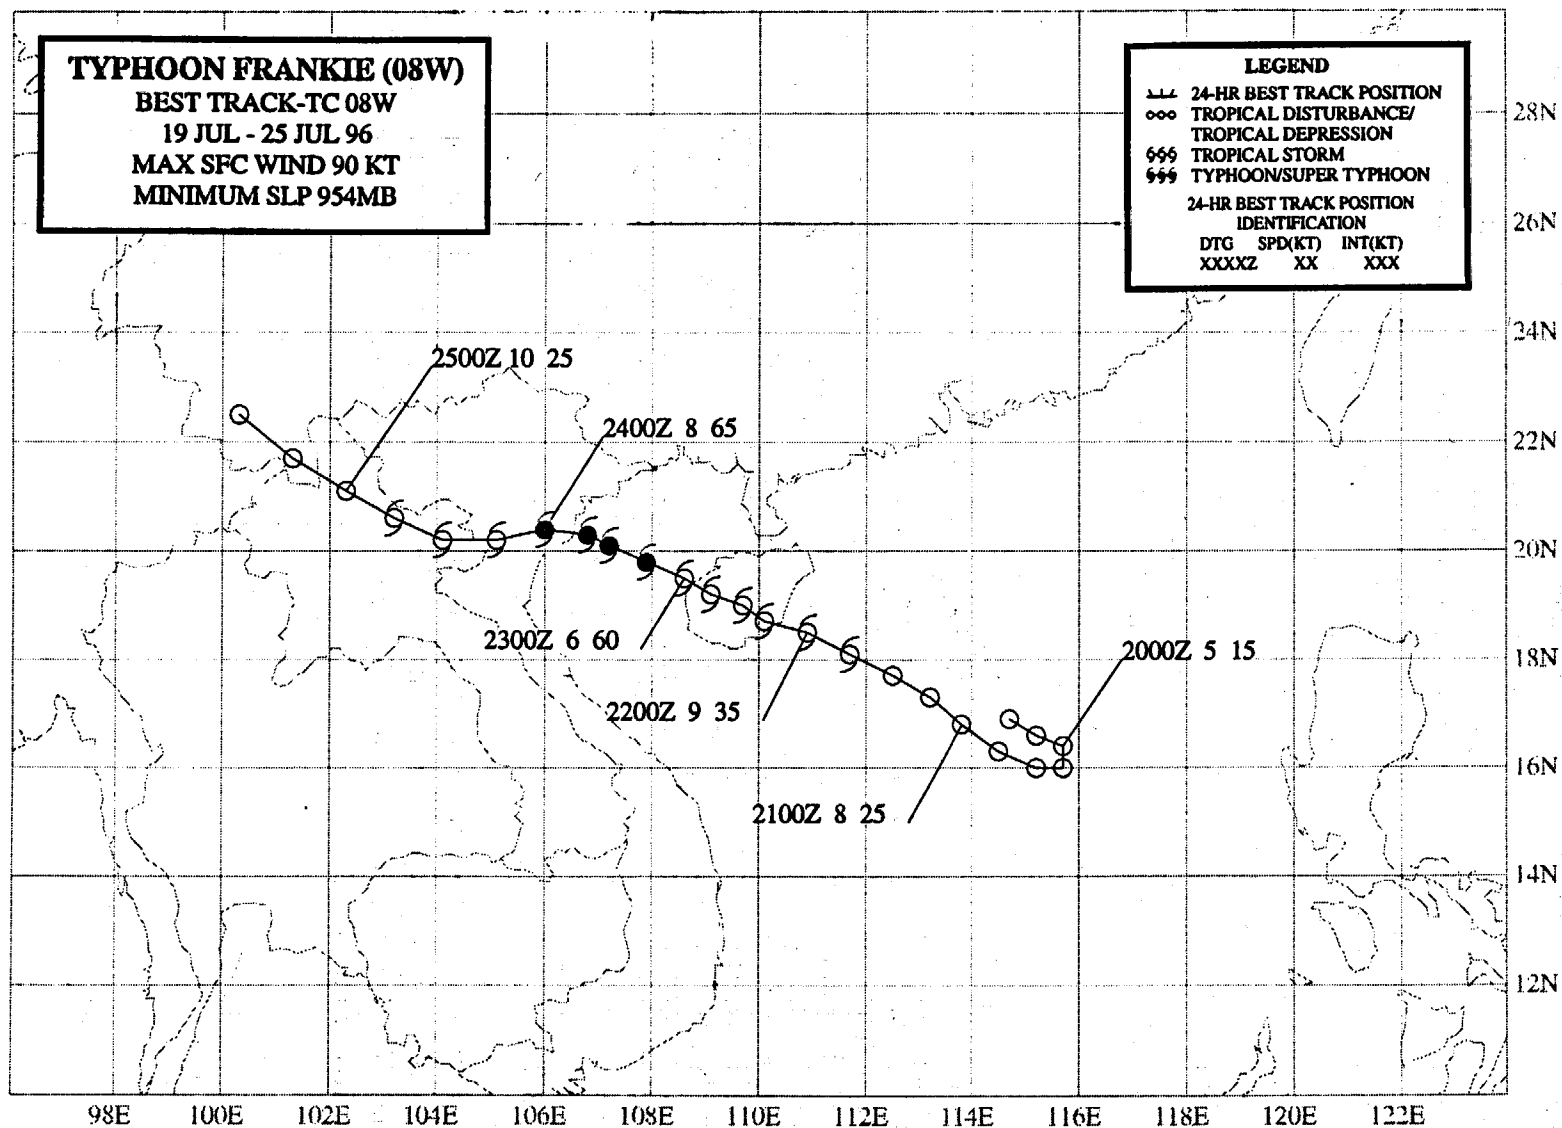 TYPHOON FRANKIE (08W)
BEST TRACK-TC 08W
19 JUL - 25 JUL 96
MAX SFC WIND 90 KT
MINIMUM SLP 954MB
LEGEND
24-HR BEST TRACK POSITION
TROPICAL DISTURBANCE/
TROPICAL DEPRESSION
TROPICAL STORM
TYPHOON/SUPER TYPHOON
24-HR BEST TRACK POSITION
IDENTIFICATION
DTG SPD(KT) INT(KT)
XXXXZ XX XXX
28N
26N
24N
2500Z 10 25
2400Z 8 65
22N
20N
2300Z 6 60
2000Z 5 15
18N
2200Z 9 35
16N
2100Z 8 25
14N
12N
98E 100E 102E 104E 106E 108E 110E 112E 114E 116E 118E 120E 122E